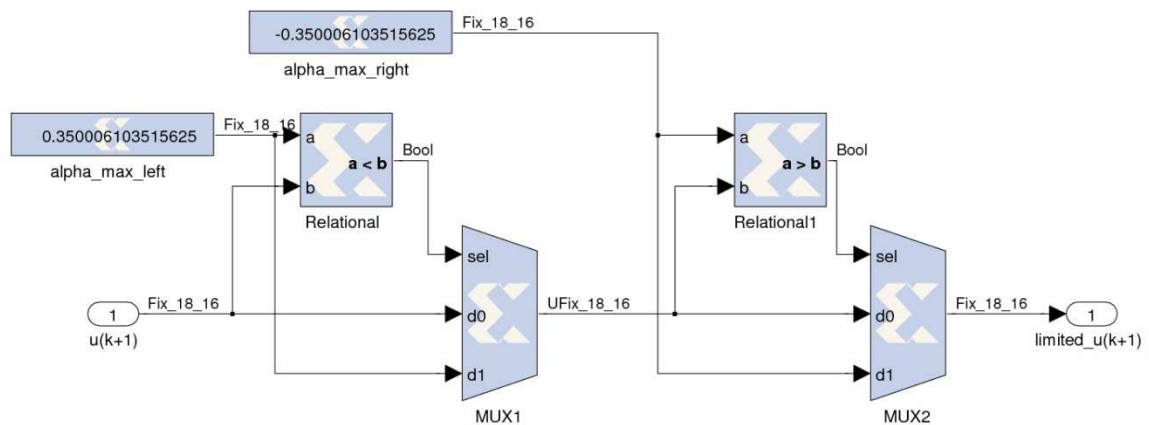 -0.350006103515625
Fix_18_16
alpha_max_right
0.350006103515625
Fix_18_16
alpha_max_left
a
a < b
b
Bool
Relational
a
a > b
b
Bool
Relational1
1
Fix_18_16
u(k+1)
sel
d0
d1
MUX1
UFix_18_16
sel
d0
d1
MUX2
Fix_18_16
1
limited_u(k+1)